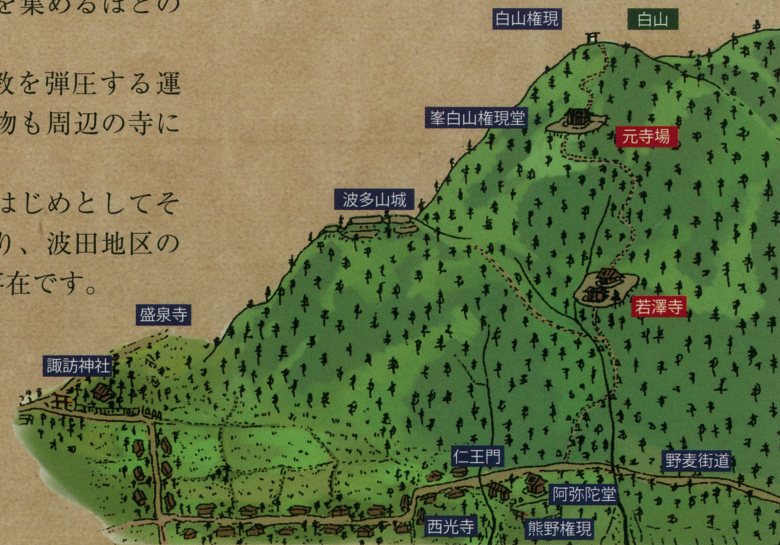 を集めるほどの
教を弾圧する運
物も周辺の寺に
はじめとしてそ
り、波田地区の
存在です。
白山権現
白山
峯白山権現堂
元寺場
波多山城
若澤寺
盛泉寺
諏訪神社
仁王門
野麦街道
阿弥陀堂
西光寺
熊野権現